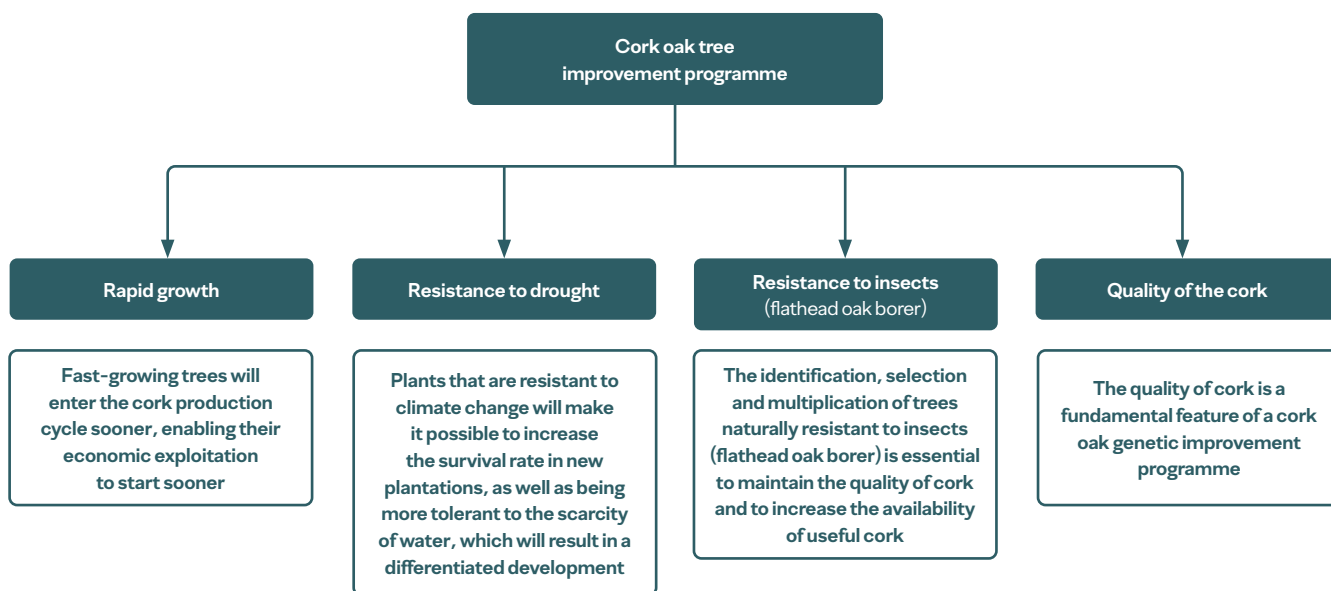 Cork oak tree
improvement programme
Rapid growth
Fast-growing trees will
enter the cork production
cycle sooner, enabling their
economic exploitation
to start sooner
Resistance to drought
Plants that are resistant to
climate change will make
it possible to increase
the survival rate in new
plantations, as well as being
more tolerant to the scarcity
of water, which will result in a
differentiated development
Resistance to insects
(flathead oak borer)
The identification, selection
and multiplication of trees
naturally resistant to insects
(flathead oak borer) is essential
to maintain the quality of cork
and to increase the availability
of useful cork
Quality of the cork
The quality of cork is a
fundamental feature of a cork
oak genetic improvement
programme